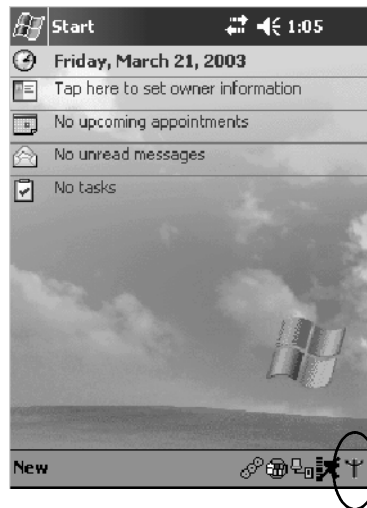 Start 1:05
Friday, March 21, 2003
Tap here to set owner information
No upcoming appointments
No unread messages
No tasks
New